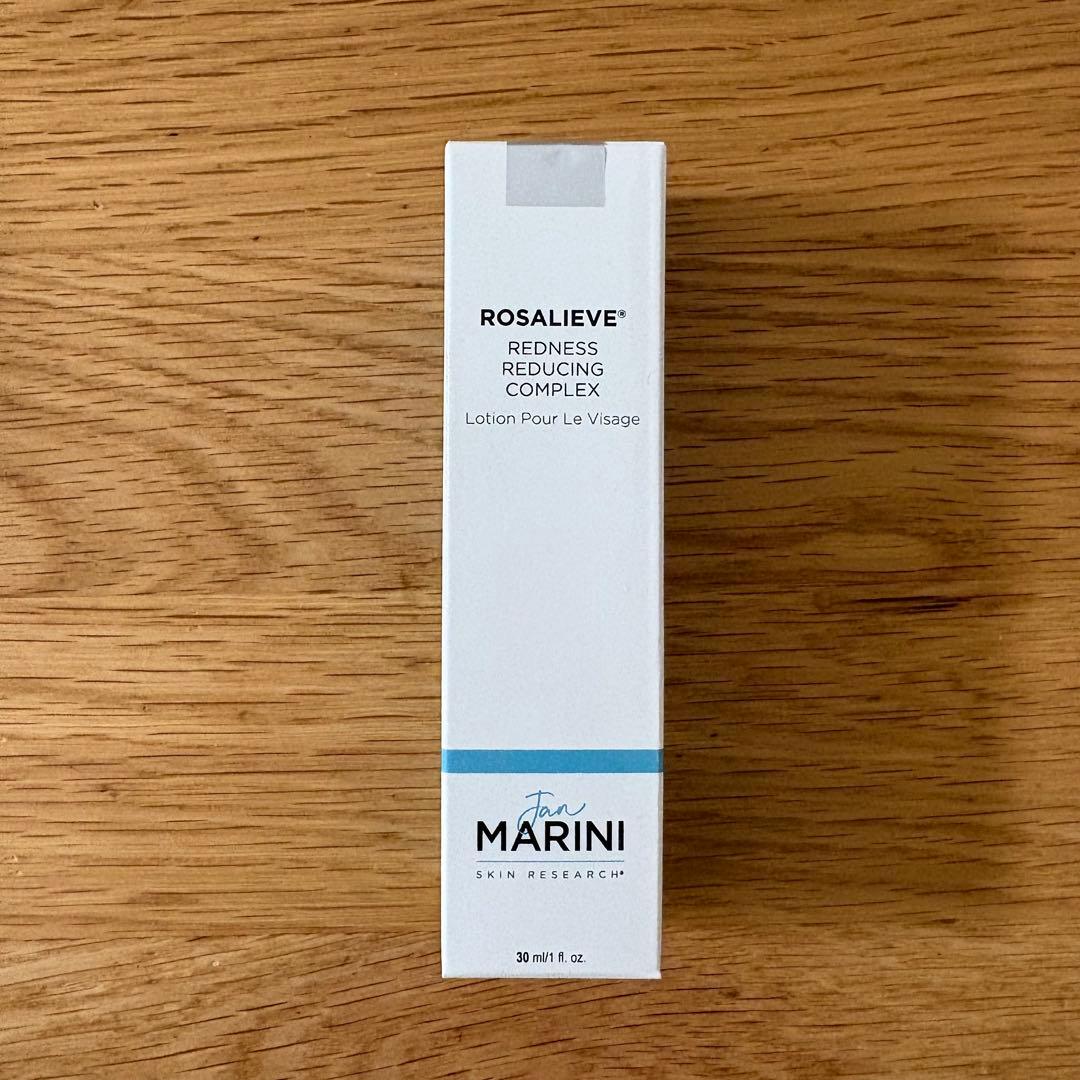 ROSALIEVE®
REDNESS
REDUCING
COMPLEX
Lotion Pour Le Visage
Jan
MARINI
SKIN RESEARCH®
30 ml/1 fl. oz.